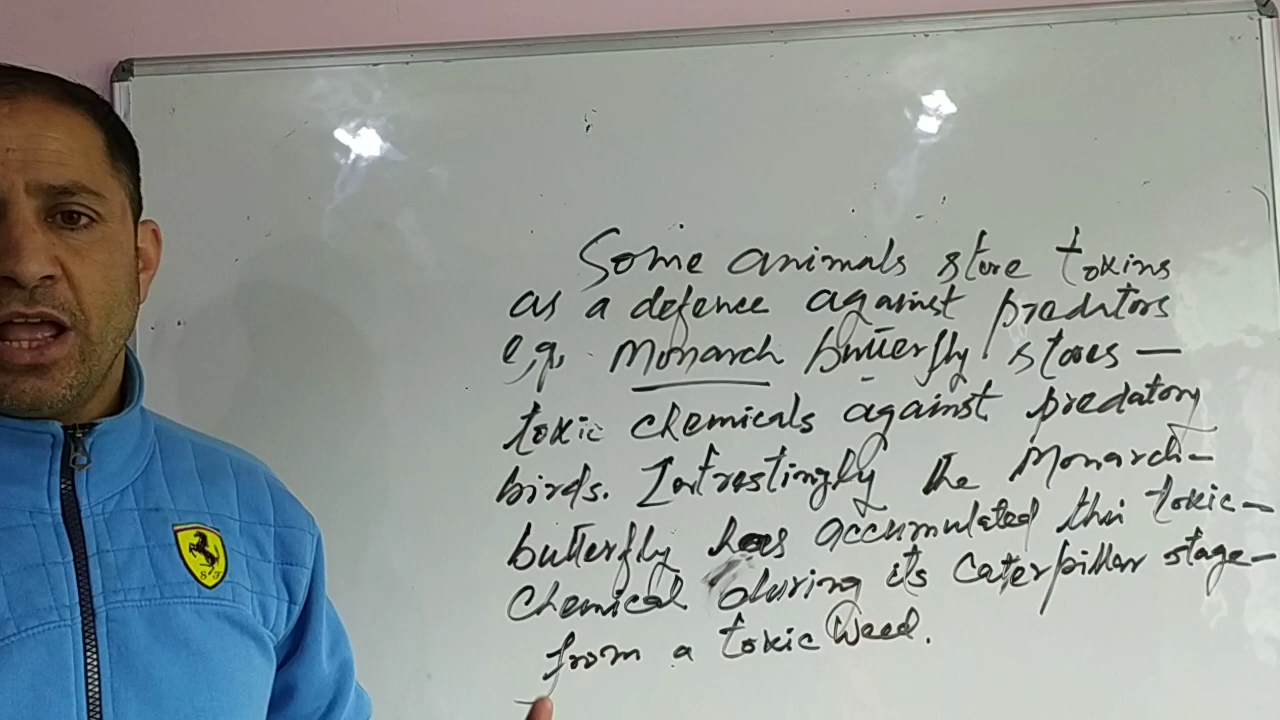 Some animals store toxins
as a defence against predators
e.g. Monarch butterfly stores —
toxic chemicals against predatory
birds. Intrestingly the Monarch –
butterfly has accumulated this toxic –
chemical during its caterpillar stage –
from a toxic Weed.
S F